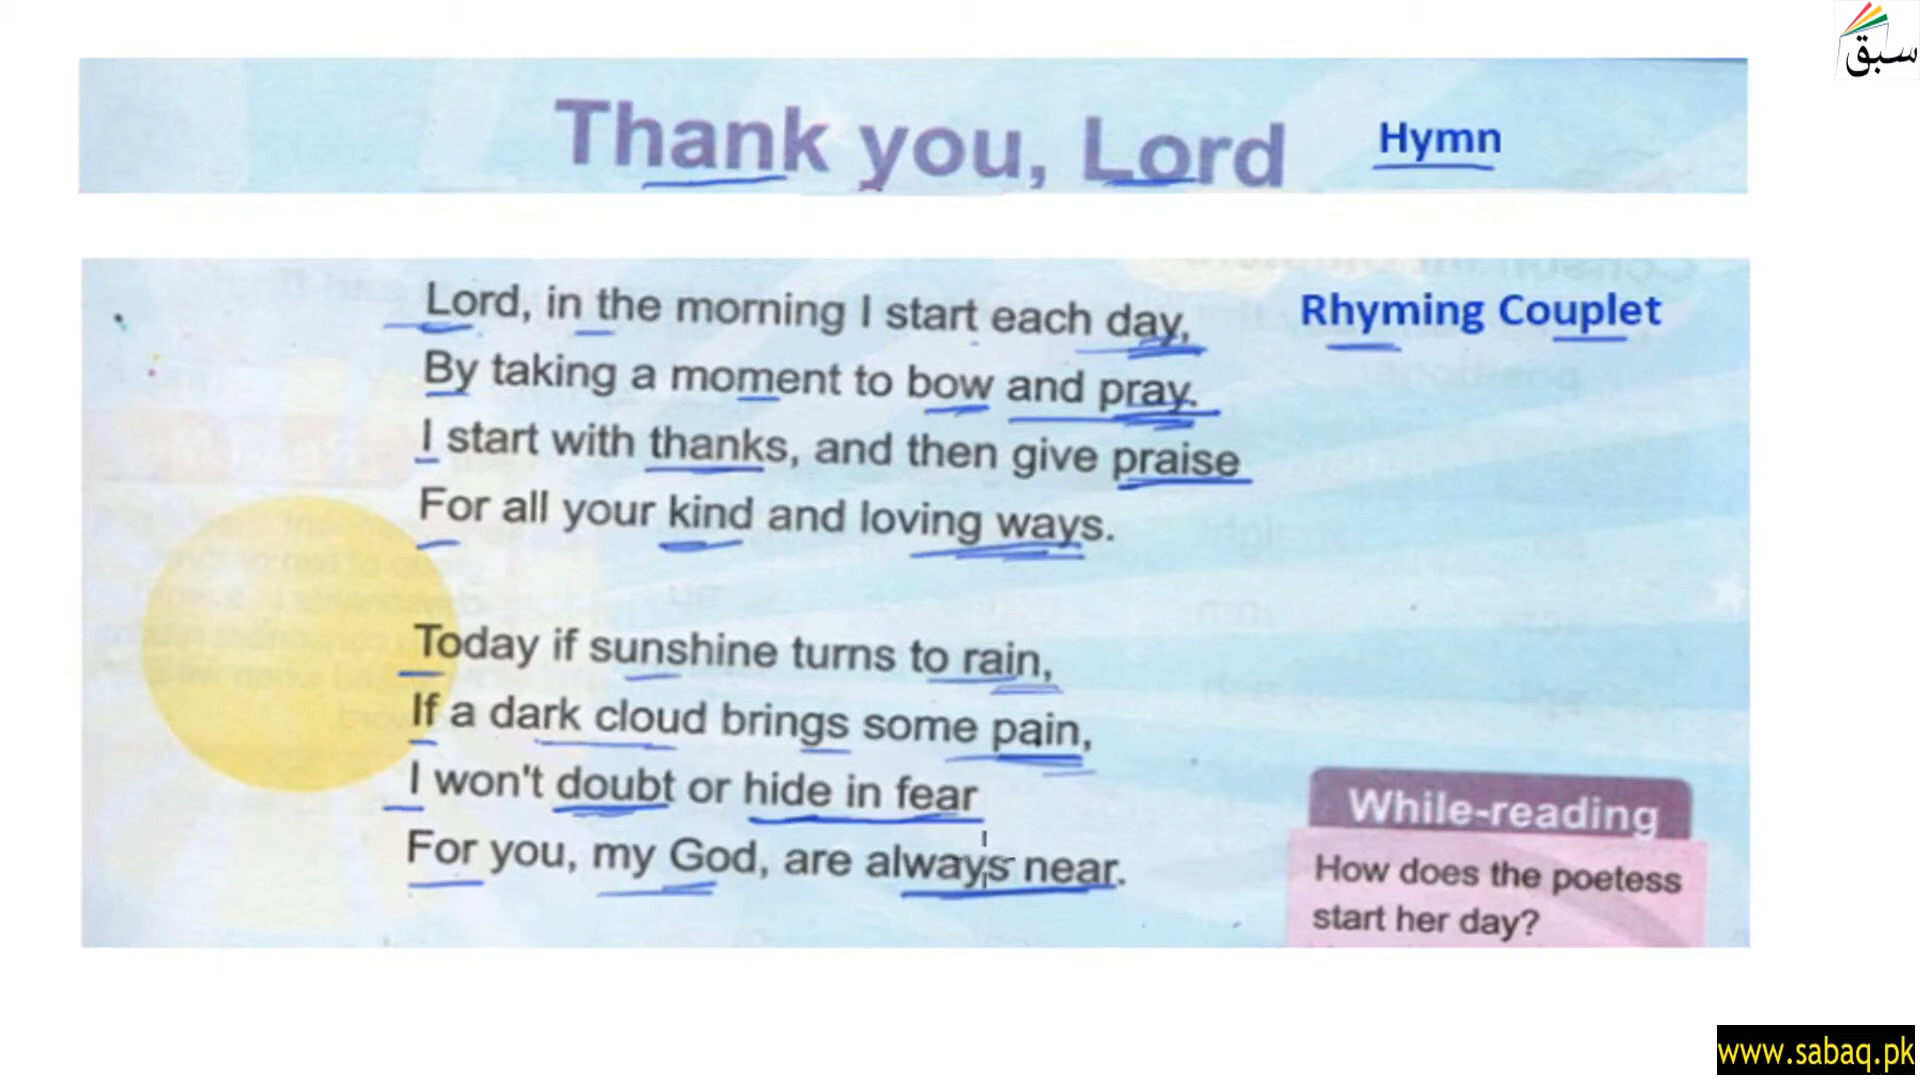 سبق
Thank you, Lord
Hymn
Lord, in the morning I start each day,
Rhyming Couplet
By taking a moment to bow and pray.
I start with thanks, and then give praise
For all your kind and loving ways.
Today if sunshine turns to rain,
If a dark cloud brings some pain,
I won't doubt or hide in fear
For you, my God, are always near.
While-reading
How does the poetess
start her day?
www.sabaq.pk